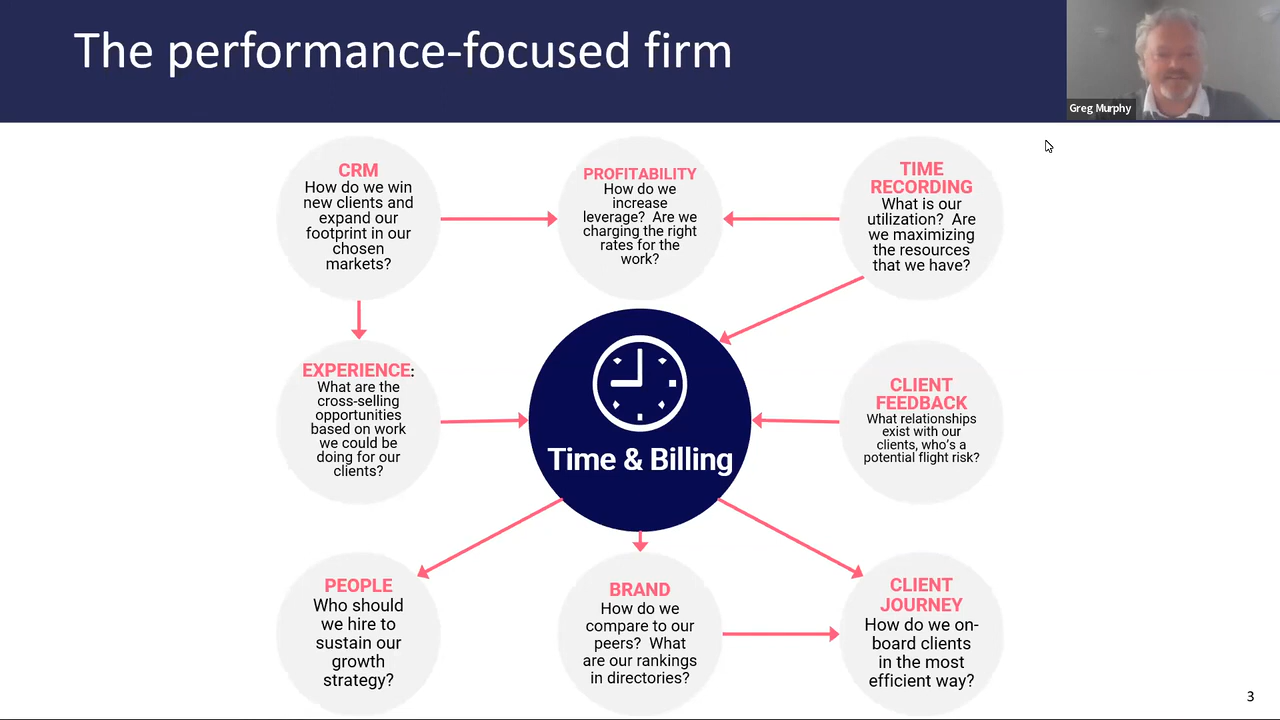 The performance-focused firm
Greg Murphy
CRM
How do we win
new clients and
expand our
footprint in our
chosen
markets?
PROFITABILITY
How do we
increase
leverage?  Are we
charging the right
rates for the
work?
TIME
RECORDING
What is our
utilization?  Are
we maximizing
the resources
that we have?
EXPERIENCE:
What are the
cross-selling
opportunities
based on work
we could be
doing for our
clients?
Time & Billing
CLIENT
FEEDBACK
What relationships
exist with our
clients, who's a
potential flight risk?
PEOPLE
Who should
we hire to
sustain our
growth
strategy?
BRAND
How do we
compare to our
peers?  What
are our rankings
in directories?
CLIENT
JOURNEY
How do we on-
board clients
in the most
efficient way?
3